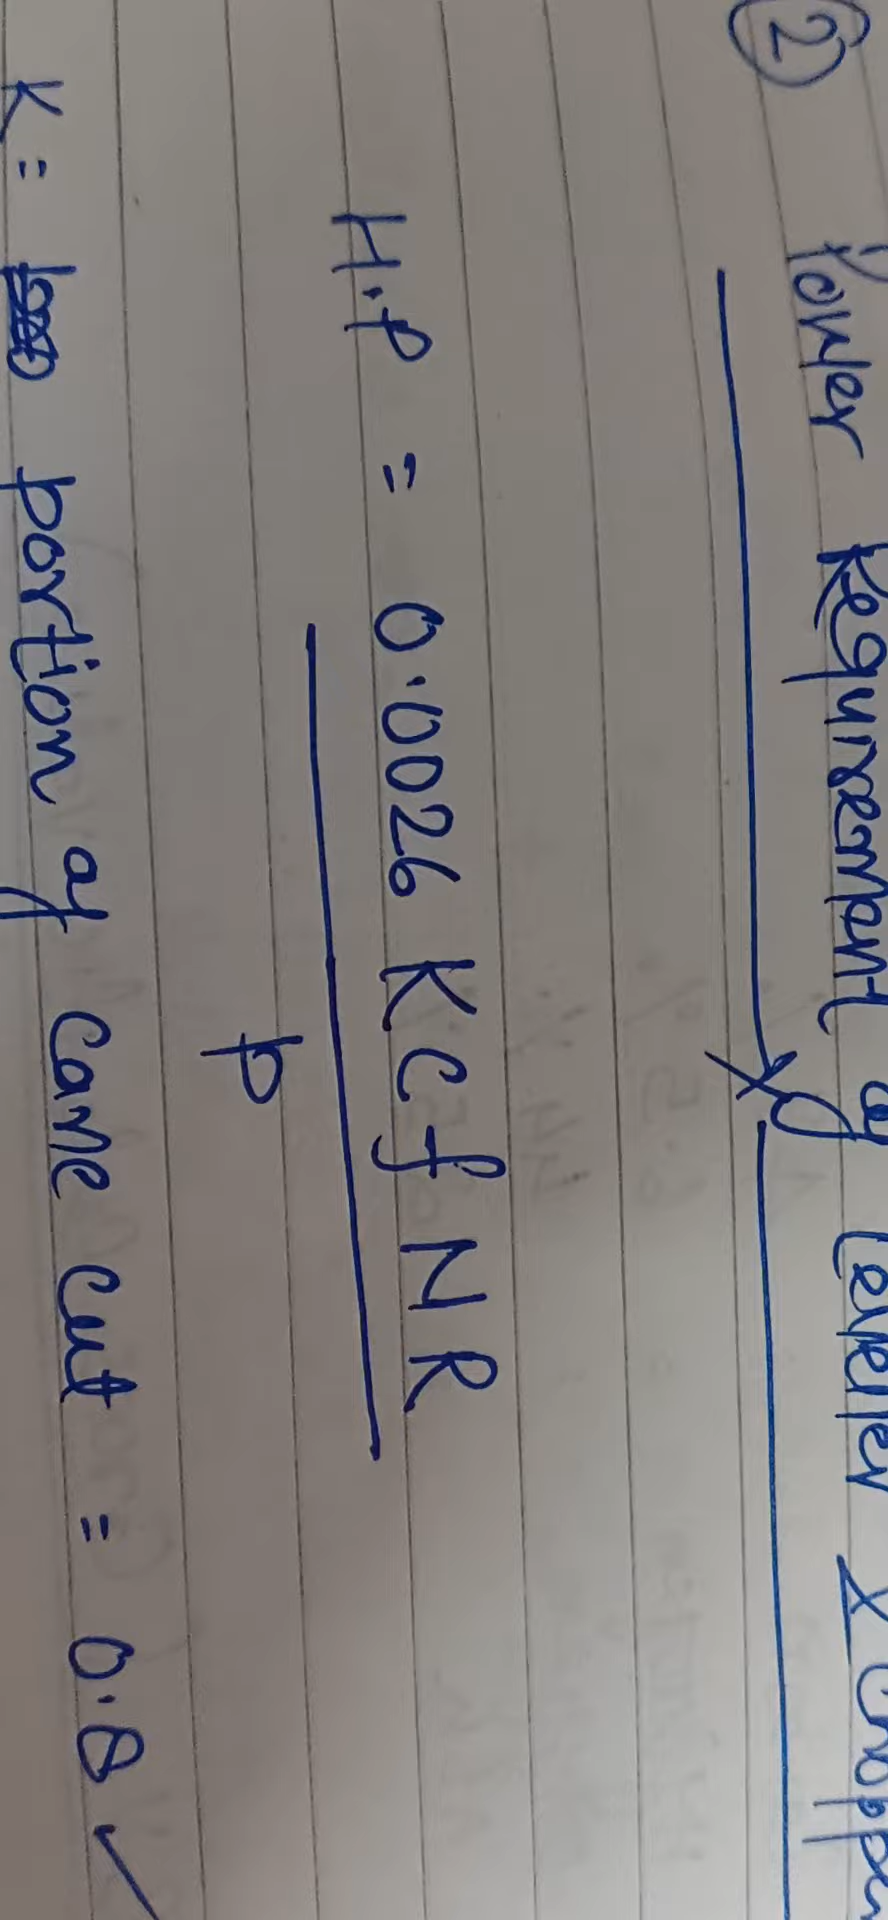 ② Power Requirement of Leveller & Chopper
H.P = 0.0026 K C f N R
p
K = portion of cane cut = 0.8 ✓